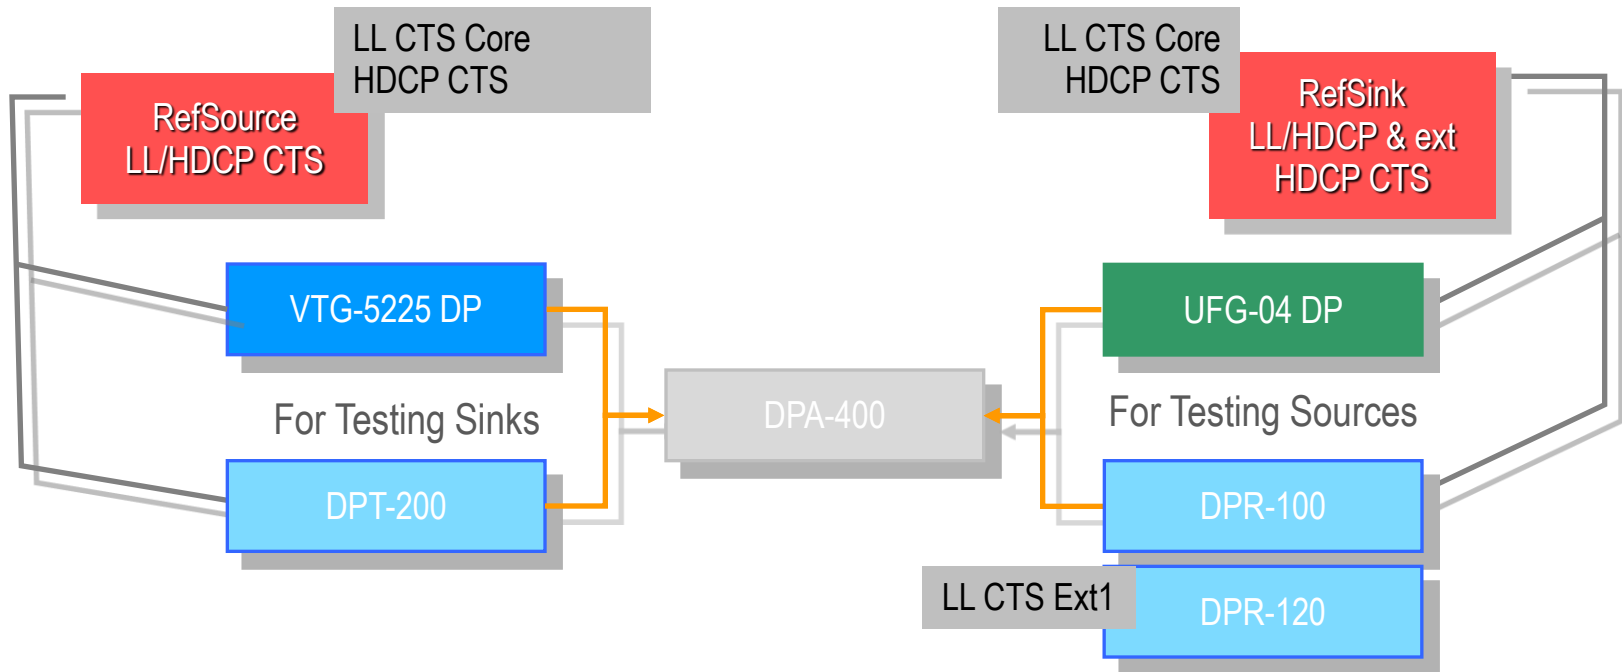 LL CTS Core
HDCP CTS
RefSource
LL/HDCP CTS
LL CTS Core
HDCP CTS
RefSink
LL/HDCP & ext
HDCP CTS
VTG-5225 DP
UFG-04 DP
For Testing Sinks
DPA-400
For Testing Sources
DPT-200
DPR-100
LL CTS Ext1
DPR-120